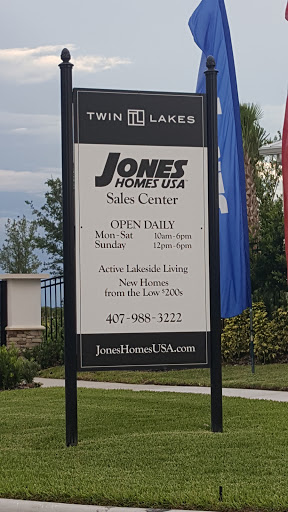 TWIN TL LAKES
JONES
HOMES USA
Sales Center
OPEN DAILY
Mon-Sat 10am-6pm
Sunday 12pm-6pm
Active Lakeside Living
New Homes
from the Low $200s
407-988-3222
JonesHomesUSA.com